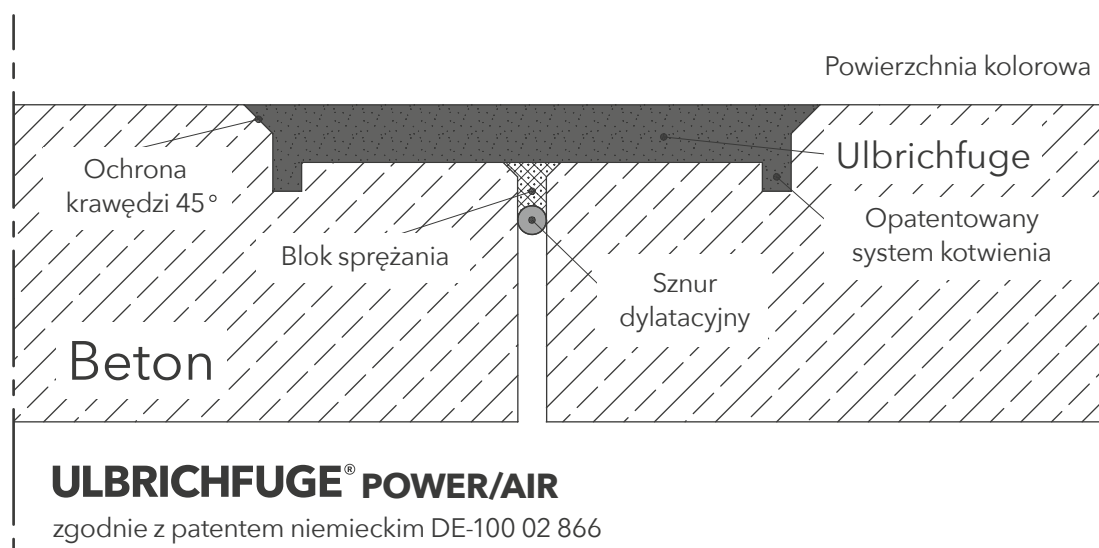 Powierzchnia kolorowa
Ochrona
krawędzi 45°
Ulbrichfuge
Opatentowany
system kotwienia
Blok sprężania
Sznur
dylatacyjny
Beton
ULBRICHFUGE® POWER/AIR
zgodnie z patentem niemieckim DE-100 02 866